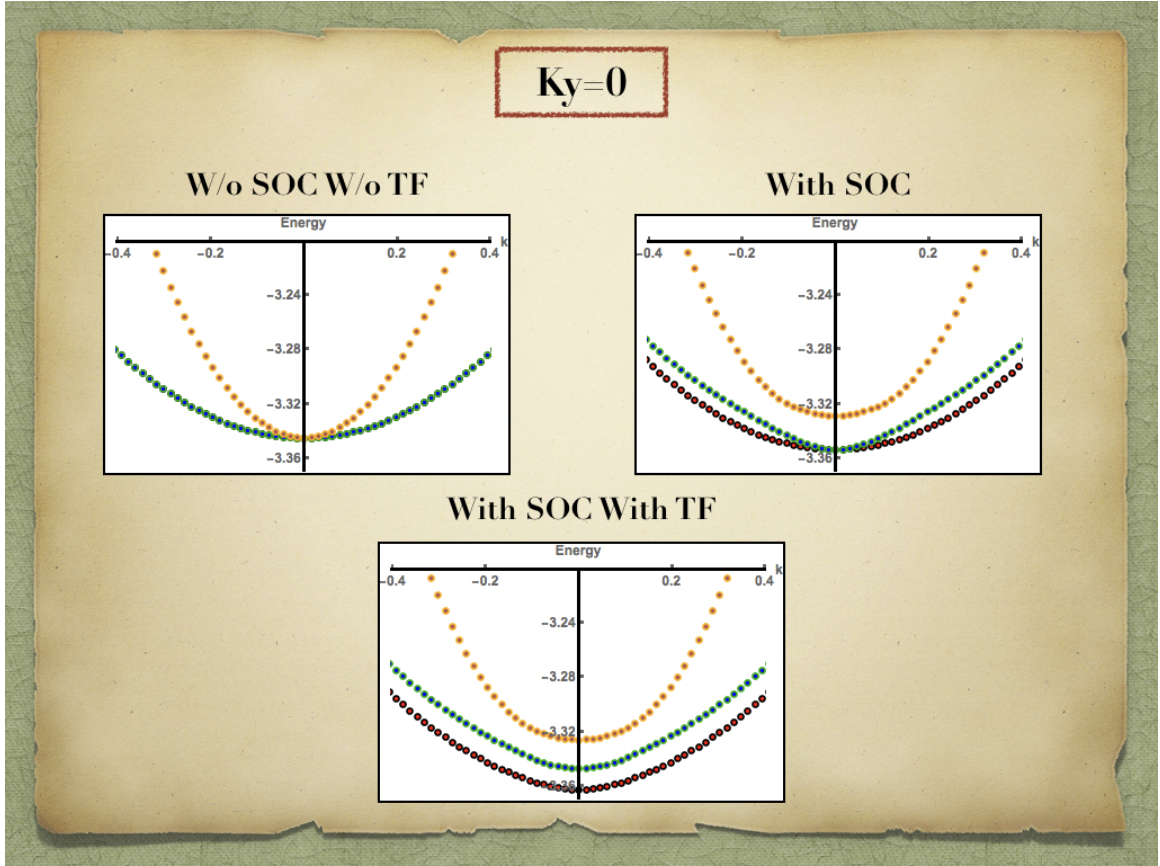 Ky=0
W/o SOC W/o TF
With SOC
Energy
k
-0.4 -0.2 0.2 0.4
-3.24
-3.28
-3.32
-3.36
Energy
k
-0.4 -0.2 0.2 0.4
-3.24
-3.28
-3.32
-3.36
With SOC With TF
Energy
k
-0.4 -0.2 0.2 0.4
-3.24
-3.28
-3.32
-3.36